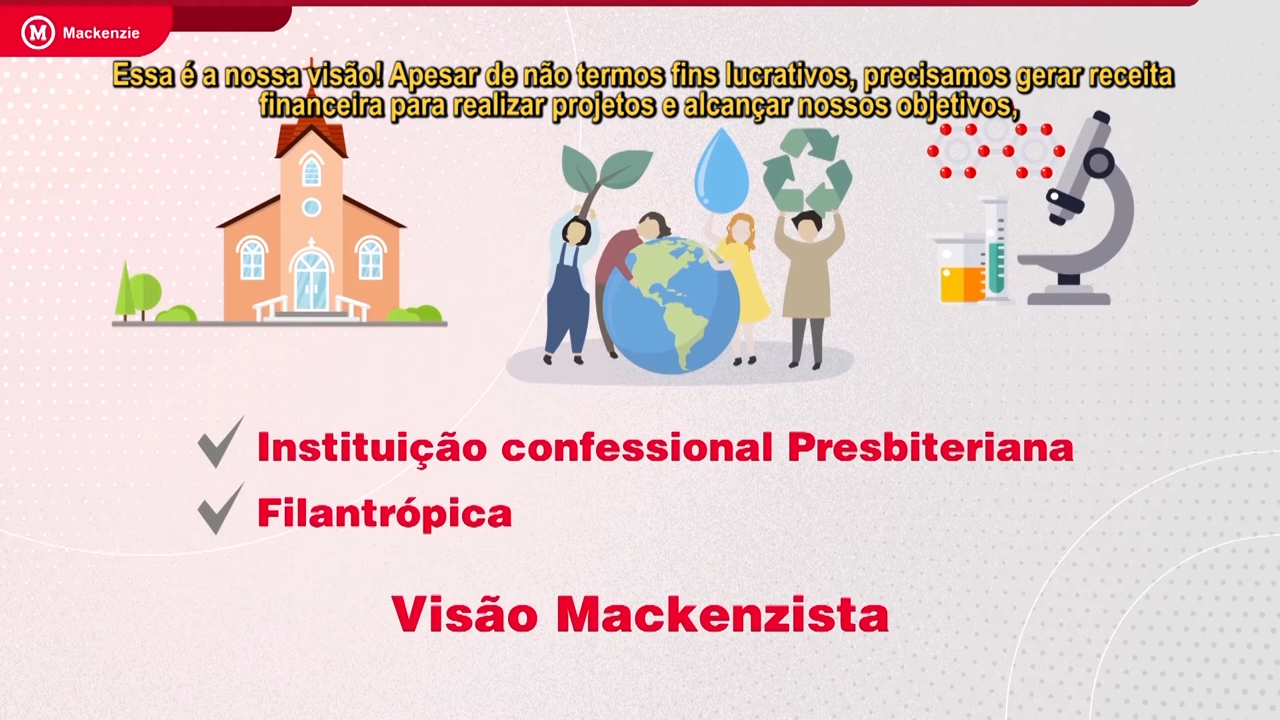 M Mackenzie
Essa é a nossa visão! Apesar de não termos fins lucrativos, precisamos gerar receita
financeira para realizar projetos e alcançar nossos objetivos,
Instituição confessional Presbiteriana
Filantrópica
Visão Mackenzista